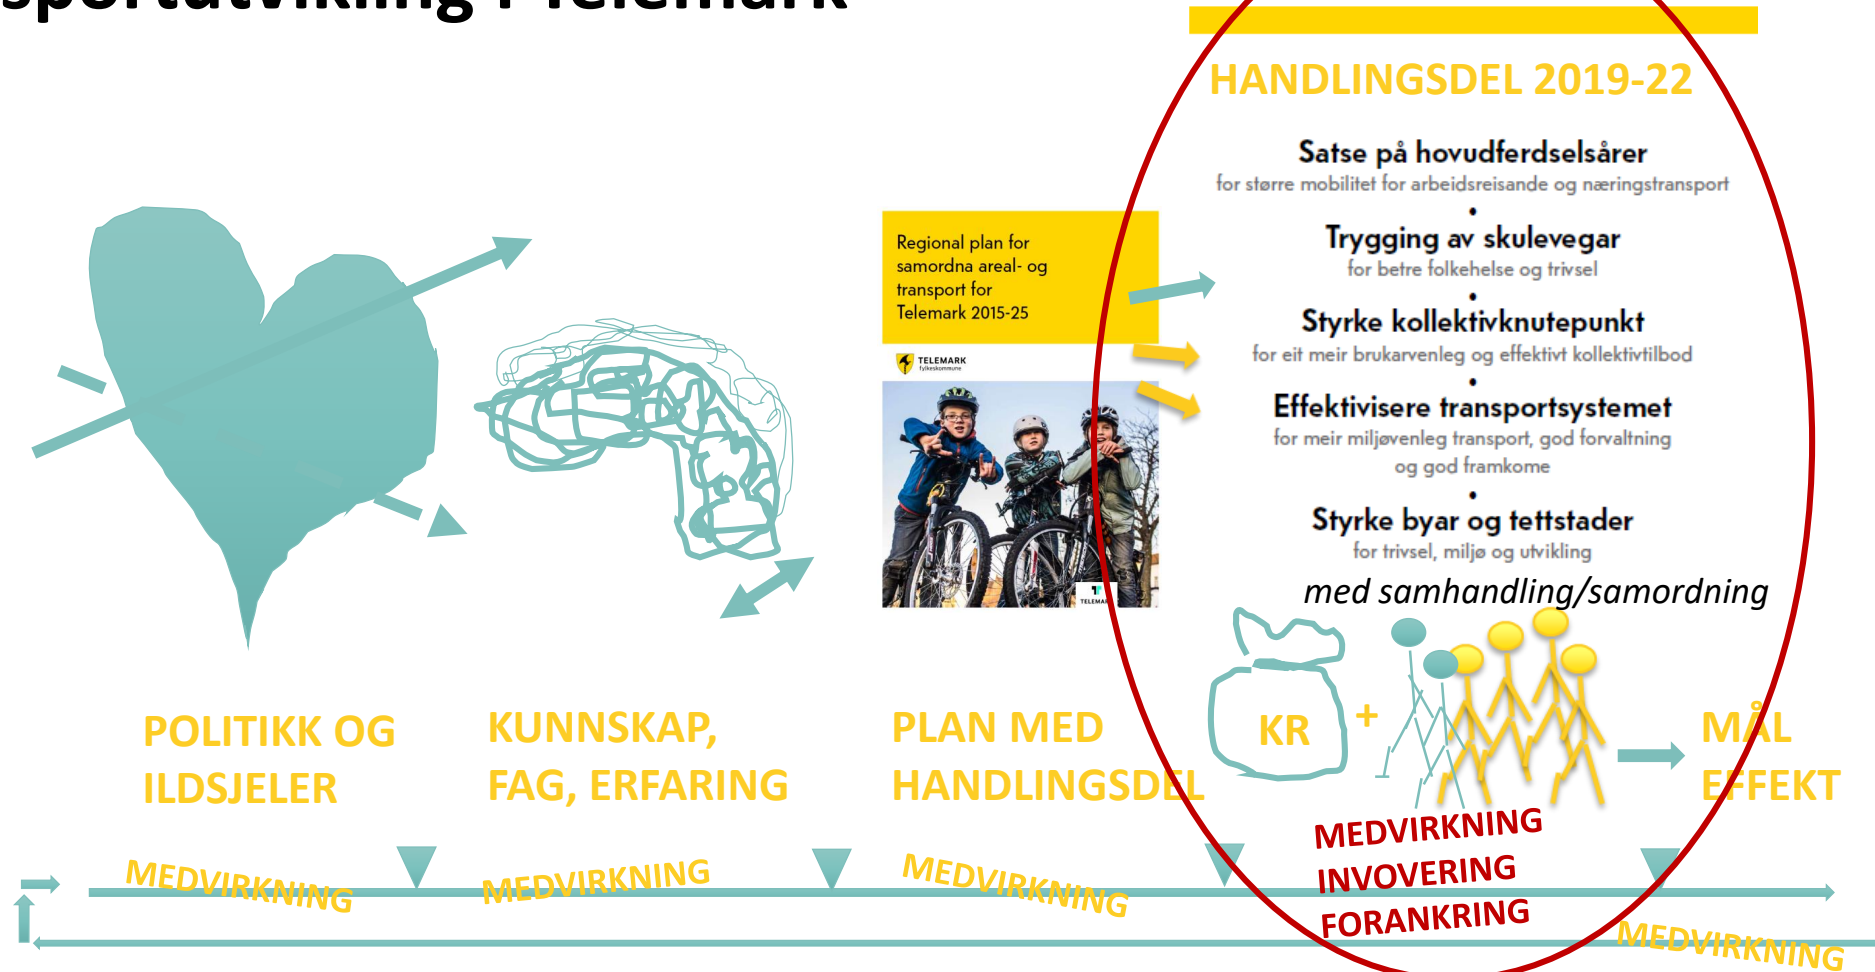 sportutvikling i Telemark
HANDLINGSDEL 2019-22
Satse på hovudferdselsårer
for større mobilitet for arbeidsreisande og næringstransport
•
Trygging av skulevegar
for betre folkehelse og trivsel
•
Styrke kollektivknutepunkt
for eit meir brukarvenleg og effektivt kollektivtilbod
•
Effektivisere transportsystemet
for meir miljøvenleg transport, god forvaltning
og god framkome
•
Styrke byar og tettstader
for trivsel, miljø og utvikling
med samhandling/samordning
Regional plan for
samordna areal- og
transport for
Telemark 2015-25
TELEMARK
fylkeskommune
TELEMA
POLITIKK OG
ILDSJELER
KUNNSKAP,
FAG, ERFARING
PLAN MED
HANDLINGSDEL
KR +
MÅL
EFFEKT
MEDVIRKNING
MEDVIRKNING
MEDVIRKNING
MEDVIRKNING
INVOVERING
FORANKRING
MEDVIRKNING